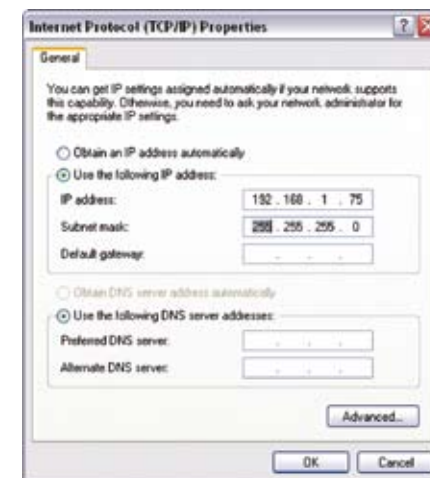 Internet Protocol (TCP/IP) Properties
General
You can get IP settings assigned automatically if your network supports
this capability. Otherwise, you need to ask your network administrator for
the appropriate IP settings.
Obtain an IP address automatically
Use the following IP address:
IP address: 192 . 168 . 1 . 75
Subnet mask: 255 . 255 . 255 . 0
Default gateway: . . .
Obtain DNS server address automatically
Use the following DNS server addresses:
Preferred DNS server: . . .
Alternate DNS server: . . .
Advanced...
OK Cancel